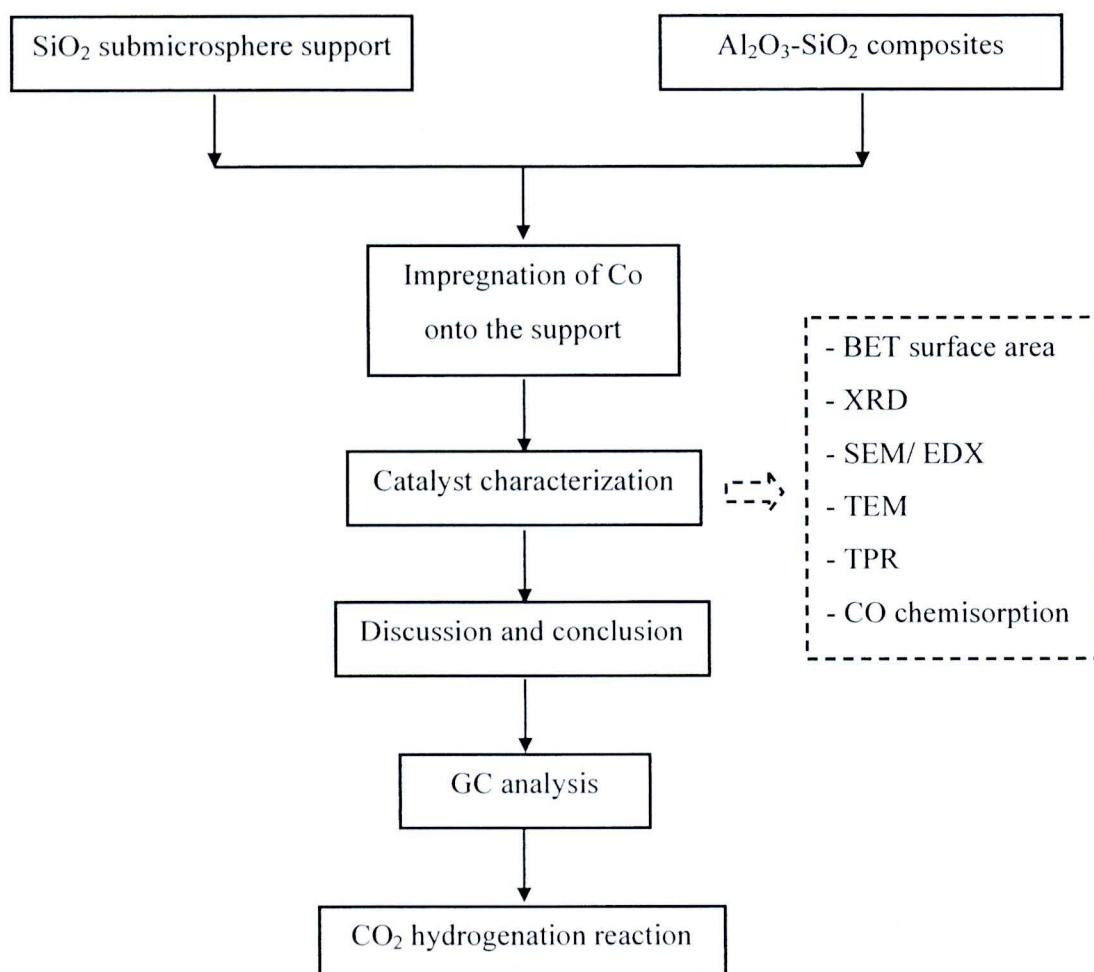 SiO₂ submicrosphere support
Al₂O₃-SiO₂ composites
Impregnation of Co
onto the support
Catalyst characterization
- BET surface area
- XRD
- SEM/ EDX
- TEM
- TPR
- CO chemisorption
Discussion and conclusion
GC analysis
CO₂ hydrogenation reaction